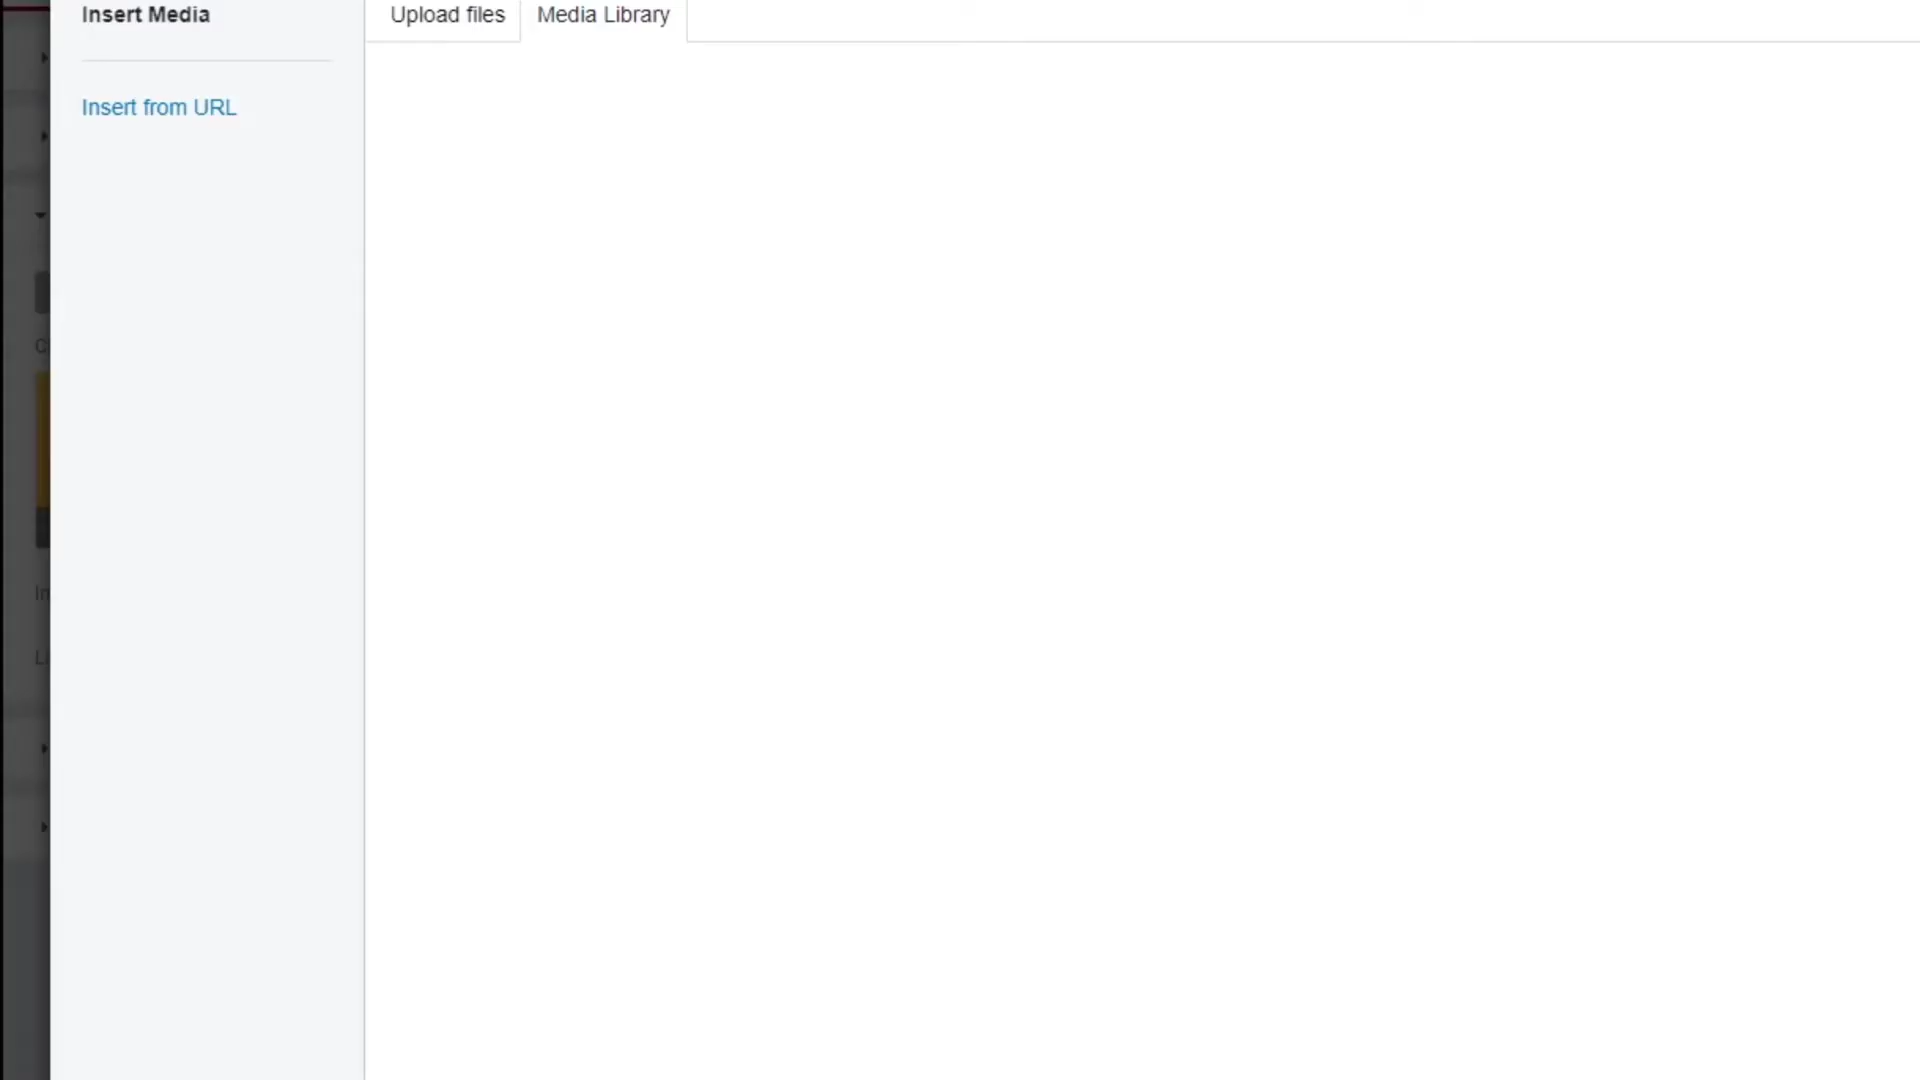 Insert Media
Upload files
Media Library
Insert from URL